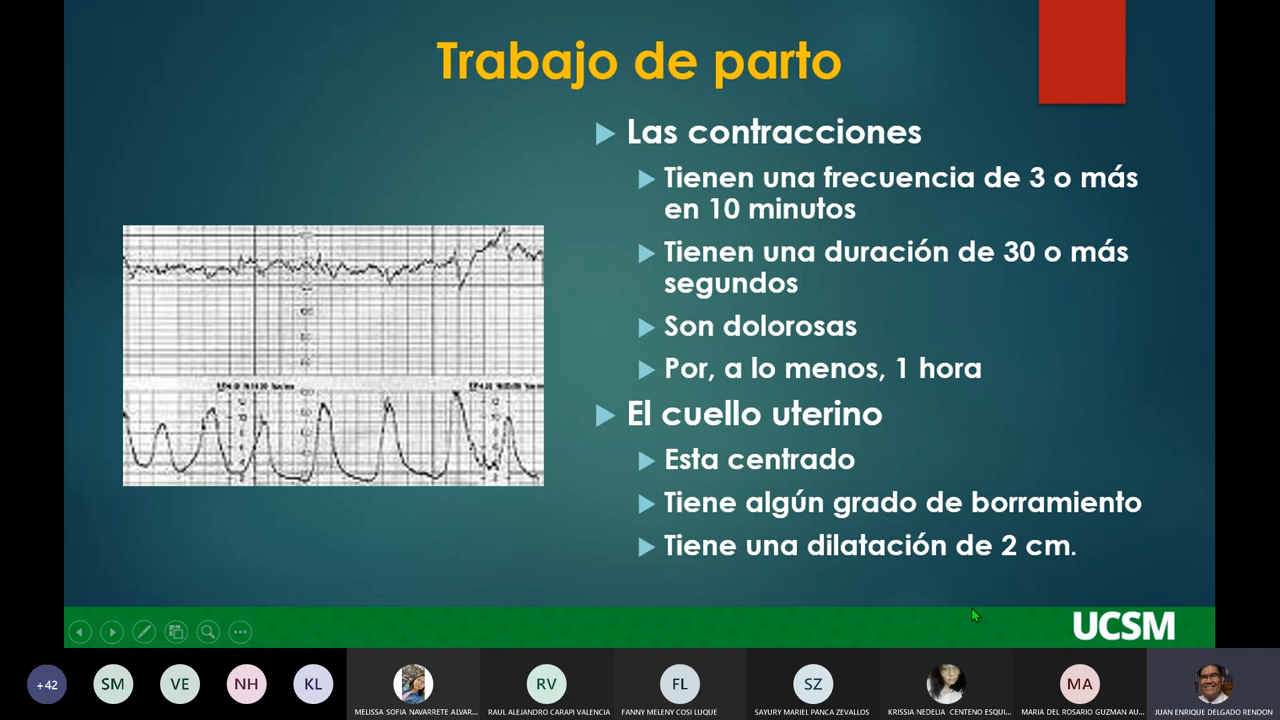 Trabajo de parto
Las contracciones
Tienen una frecuencia de 3 o más
en 10 minutos
Tienen una duración de 30 o más
segundos
Son dolorosas
Por, a lo menos, 1 hora
El cuello uterino
Esta centrado
Tiene algún grado de borramiento
Tiene una dilatación de 2 cm.
UCSM
+42
SM
VE
NH
KL
RV
FL
SZ
MA
MELISSA SOFIA NAVARRETE ALVAR...
RAUL ALEJANDRO CARAPI VALENCIA
FANNY MELENY COSI LUQUE
SAYURY MARIEL PANCA ZEVALLOS
KRISSIA NEDELIA CENTENO ESQUI...
MARIA DEL ROSARIO GUZMAN AU...
JUAN ENRIQUE DELGADO RENDON